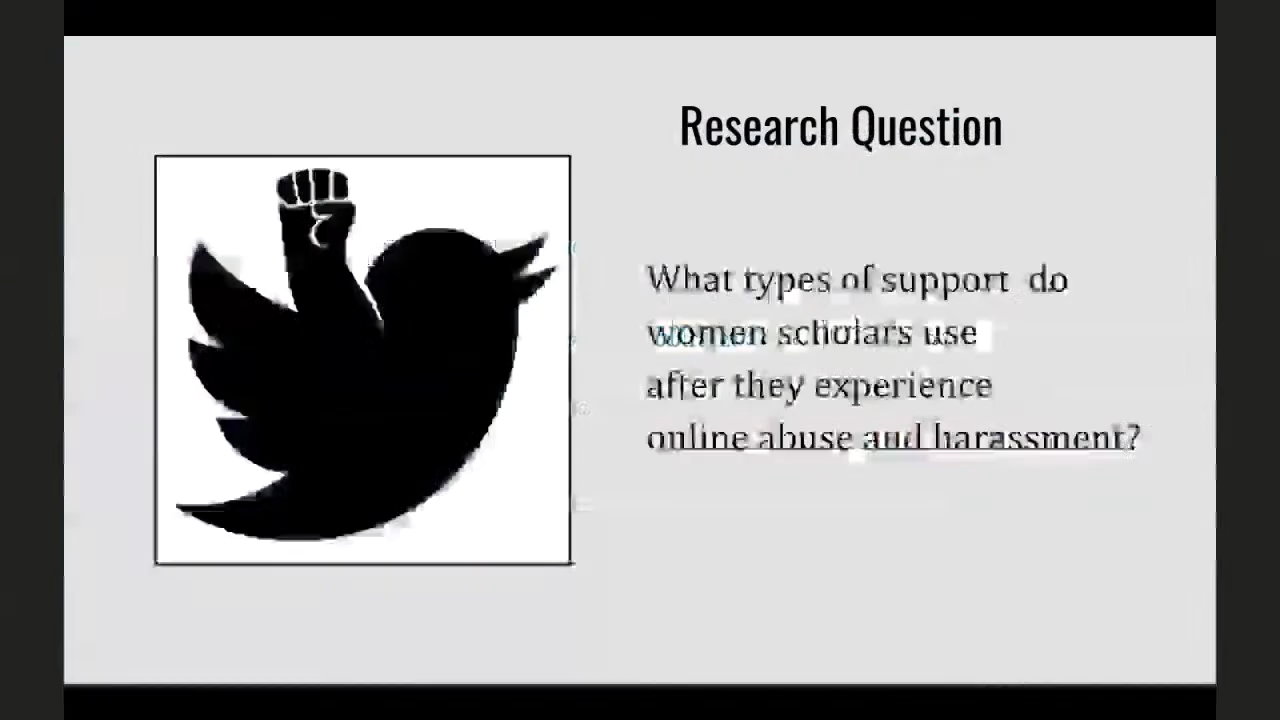 Research Question
What types of support do
women scholars use
after they experience
online abuse and harassment?